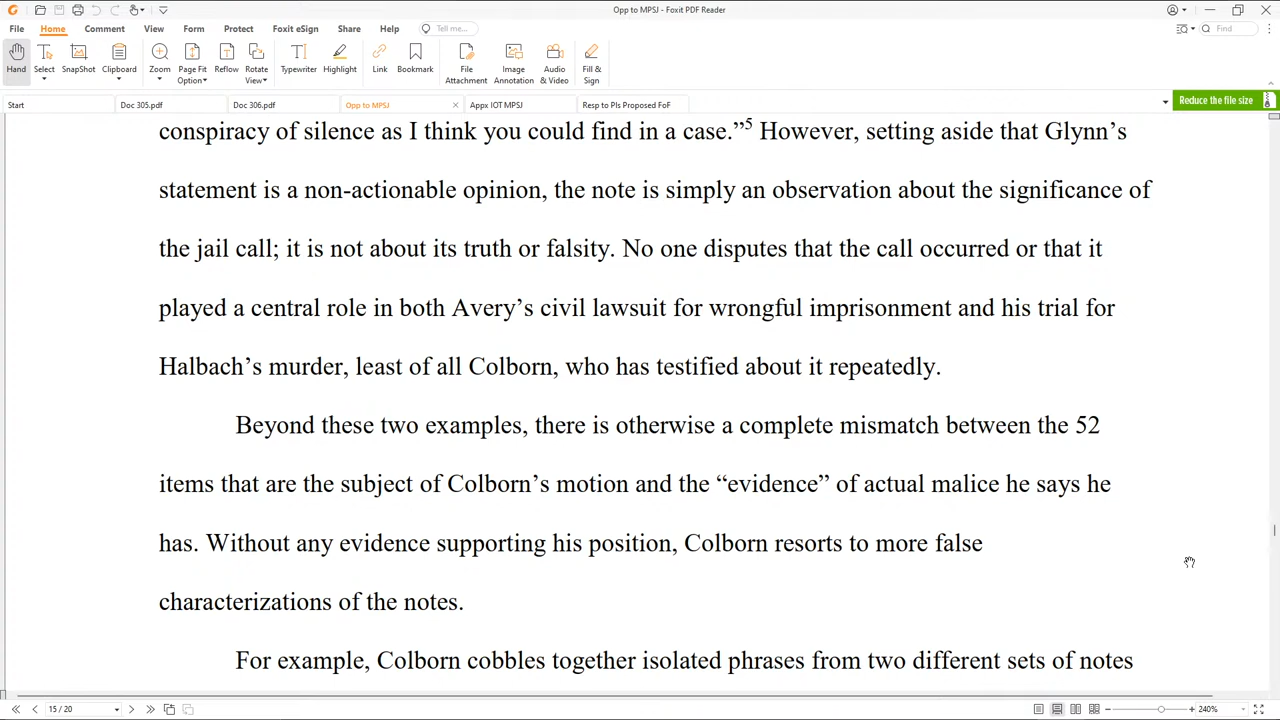 Opp to MPSJ - Foxit PDF Reader
File Home Comment View Form Protect Foxit eSign Share Help Tell me... Find
Hand Select SnapShot Clipboard Zoom Page Fit Option Reflow Rotate View Typewriter Highlight Link Bookmark File Attachment Image Annotation Audio & Video Fill & Sign
Start Doc 305.pdf Doc 306.pdf Opp to MPSJ Appx IOT MPSJ Resp to Pls Proposed FoF Reduce the file size
conspiracy of silence as I think you could find in a case.”5 However, setting aside that Glynn’s
statement is a non-actionable opinion, the note is simply an observation about the significance of
the jail call; it is not about its truth or falsity. No one disputes that the call occurred or that it
played a central role in both Avery’s civil lawsuit for wrongful imprisonment and his trial for
Halbach’s murder, least of all Colborn, who has testified about it repeatedly.
Beyond these two examples, there is otherwise a complete mismatch between the 52
items that are the subject of Colborn’s motion and the “evidence” of actual malice he says he
has. Without any evidence supporting his position, Colborn resorts to more false
characterizations of the notes.
For example, Colborn cobbles together isolated phrases from two different sets of notes
15 / 20 240%